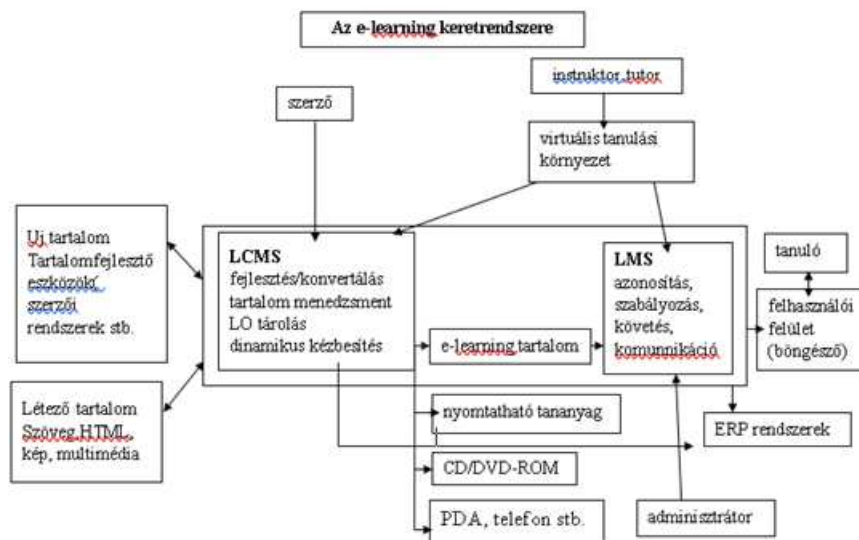 Az e-learning keretrendszere
instruktor, tutor
szerző
virtuális tanulási
környezet
Uj tartalom
Tartalomfejlesztő
eszközök(,
szerzői
rendszerek stb.
LCMS
fejlesztés/konvertálás
tartalom menedzsment
LO tárolás
dinamikus kézbesítés
LMS
azonosítás,
szabályozás,
követés,
komunnikáció
tanuló
felhasználói
felület
(böngésző)
e-learning tartalom
Létező tartalom
Szöveg,HTML,
kép, multimédia
nyomtatható tananyag
ERP rendszerek
CD/DVD-ROM
PDA, telefon stb.
adminisztrátor